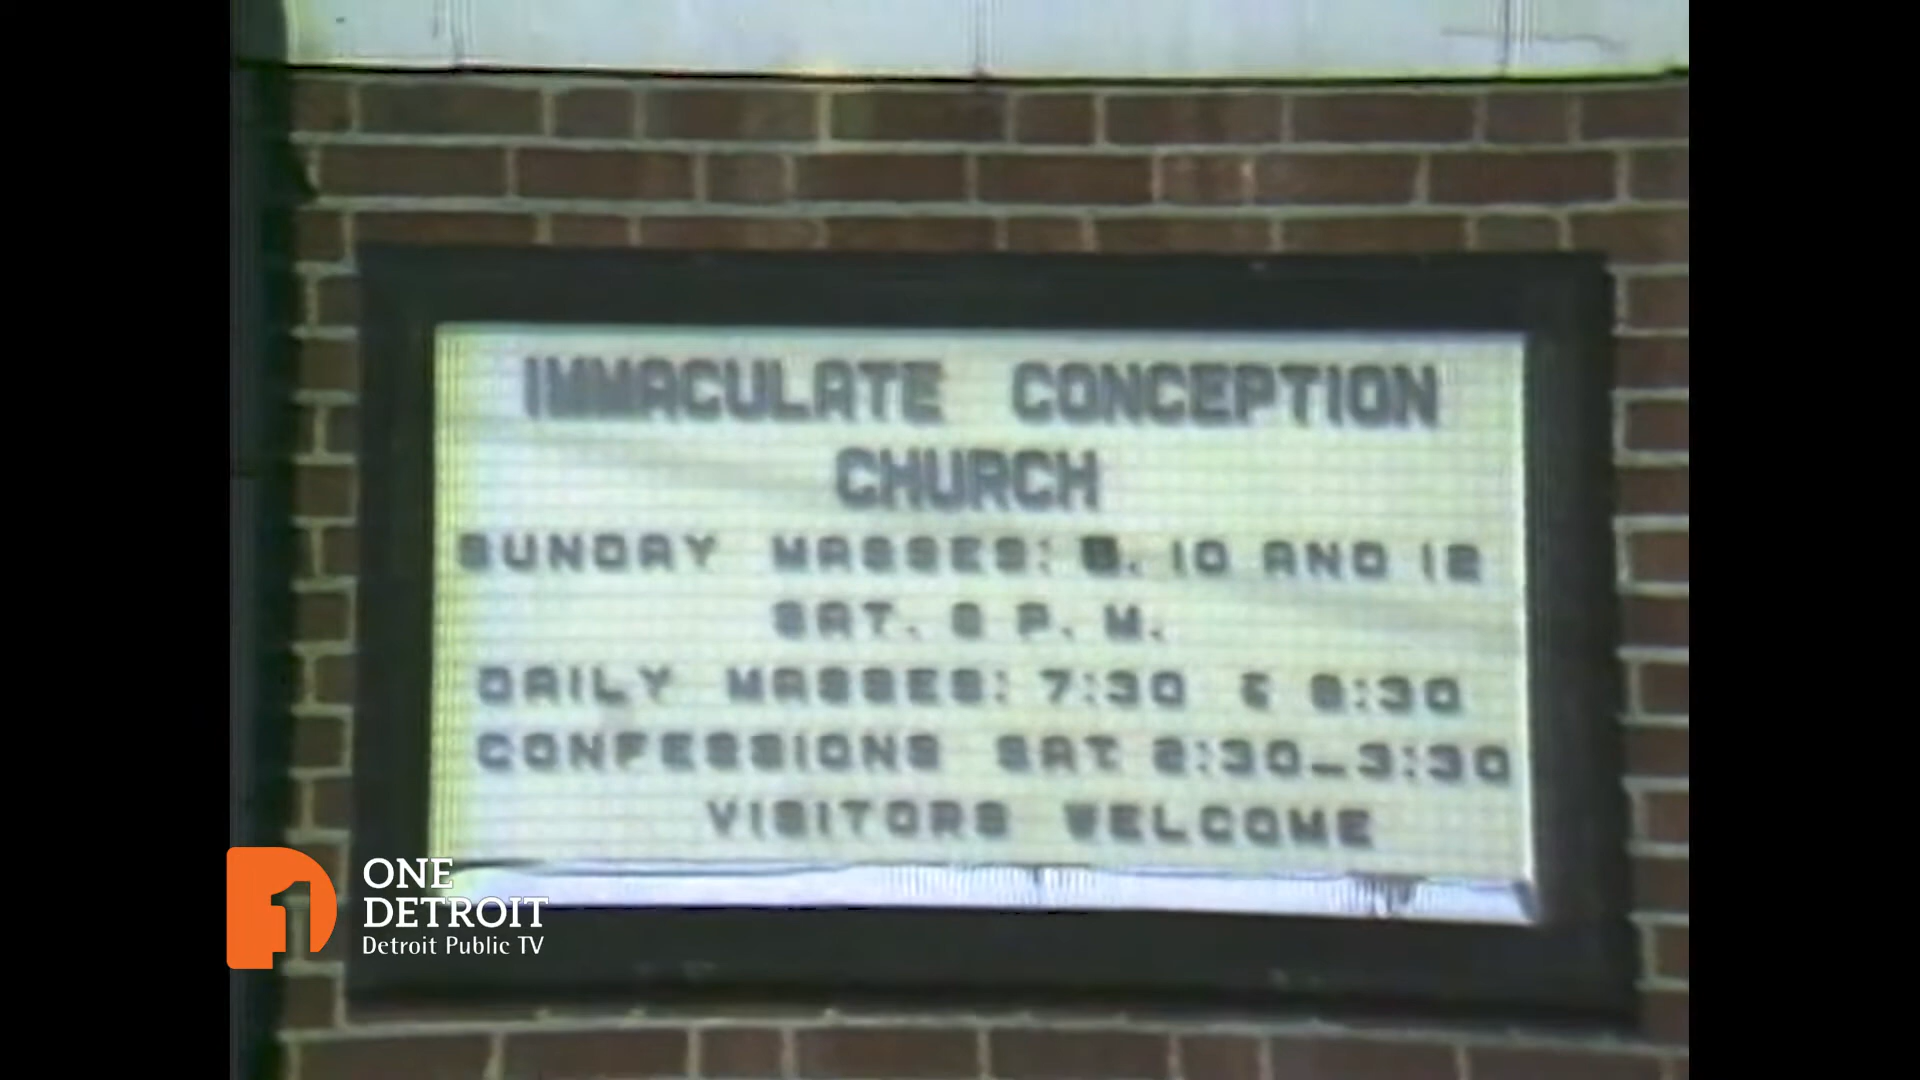 IMMACULATE CONCEPTION
CHURCH
SUNDAY MASSES: 8, 10 AND 12
SAT. 6 P. M.
DAILY MASSES: 7:30 & 8:30
CONFESSIONS SAT 2:30-3:30
VISITORS WELCOME
ONE
DETROIT
Detroit Public TV